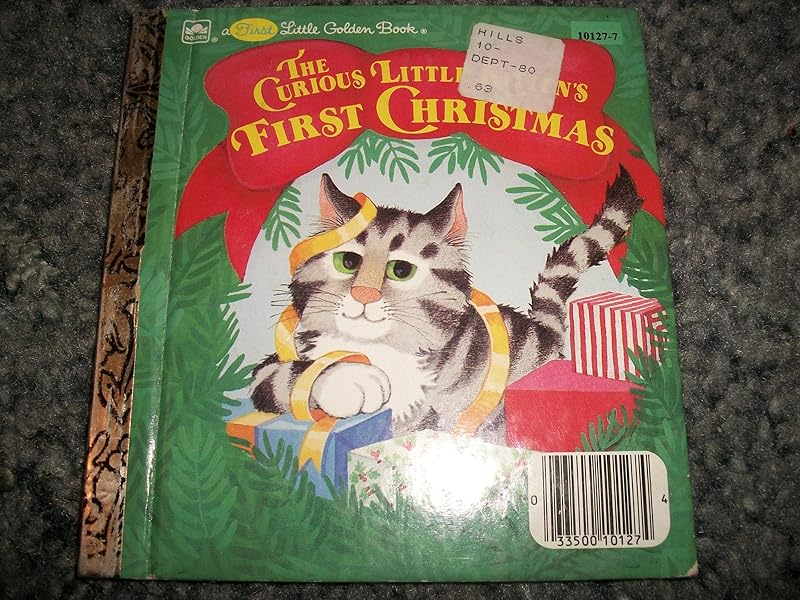 GOLDEN
a First Little Golden Book®
HILLS
10-
DEPT-80
.63
10127-7
THE
CURIOUS LITTLE N'S
FIRST CHRISTMAS
0 33500 10127 4